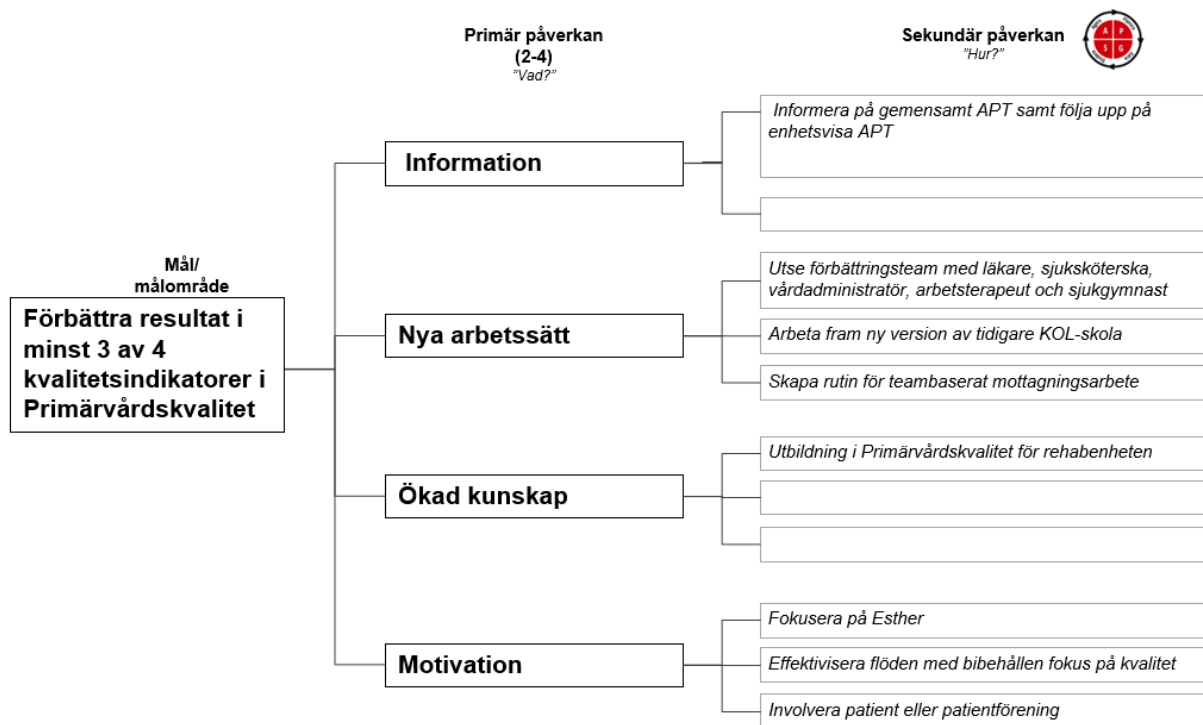 Primär påverkan
(2-4)
"Vad?"
Sekundär påverkan
"Hur?"
A P
S G
Mål/
målområde
Förbättra resultat i
minst 3 av 4
kvalitetsindikatorer i
Primärvårdskvalitet
Information
Informera på gemensamt APT samt följa upp på
enhetsvisa APT
Nya arbetssätt
Utse förbättringsteam med läkare, sjuksköterska,
vårdadministratör, arbetsterapeut och sjukgymnast
Arbeta fram ny version av tidigare KOL-skola
Skapa rutin för teambaserat mottagningsarbete
Ökad kunskap
Utbildning i Primärvårdskvalitet för rehabenheten
Motivation
Fokusera på Esther
Effektivisera flöden med bibehållen fokus på kvalitet
Involvera patient eller patientförening